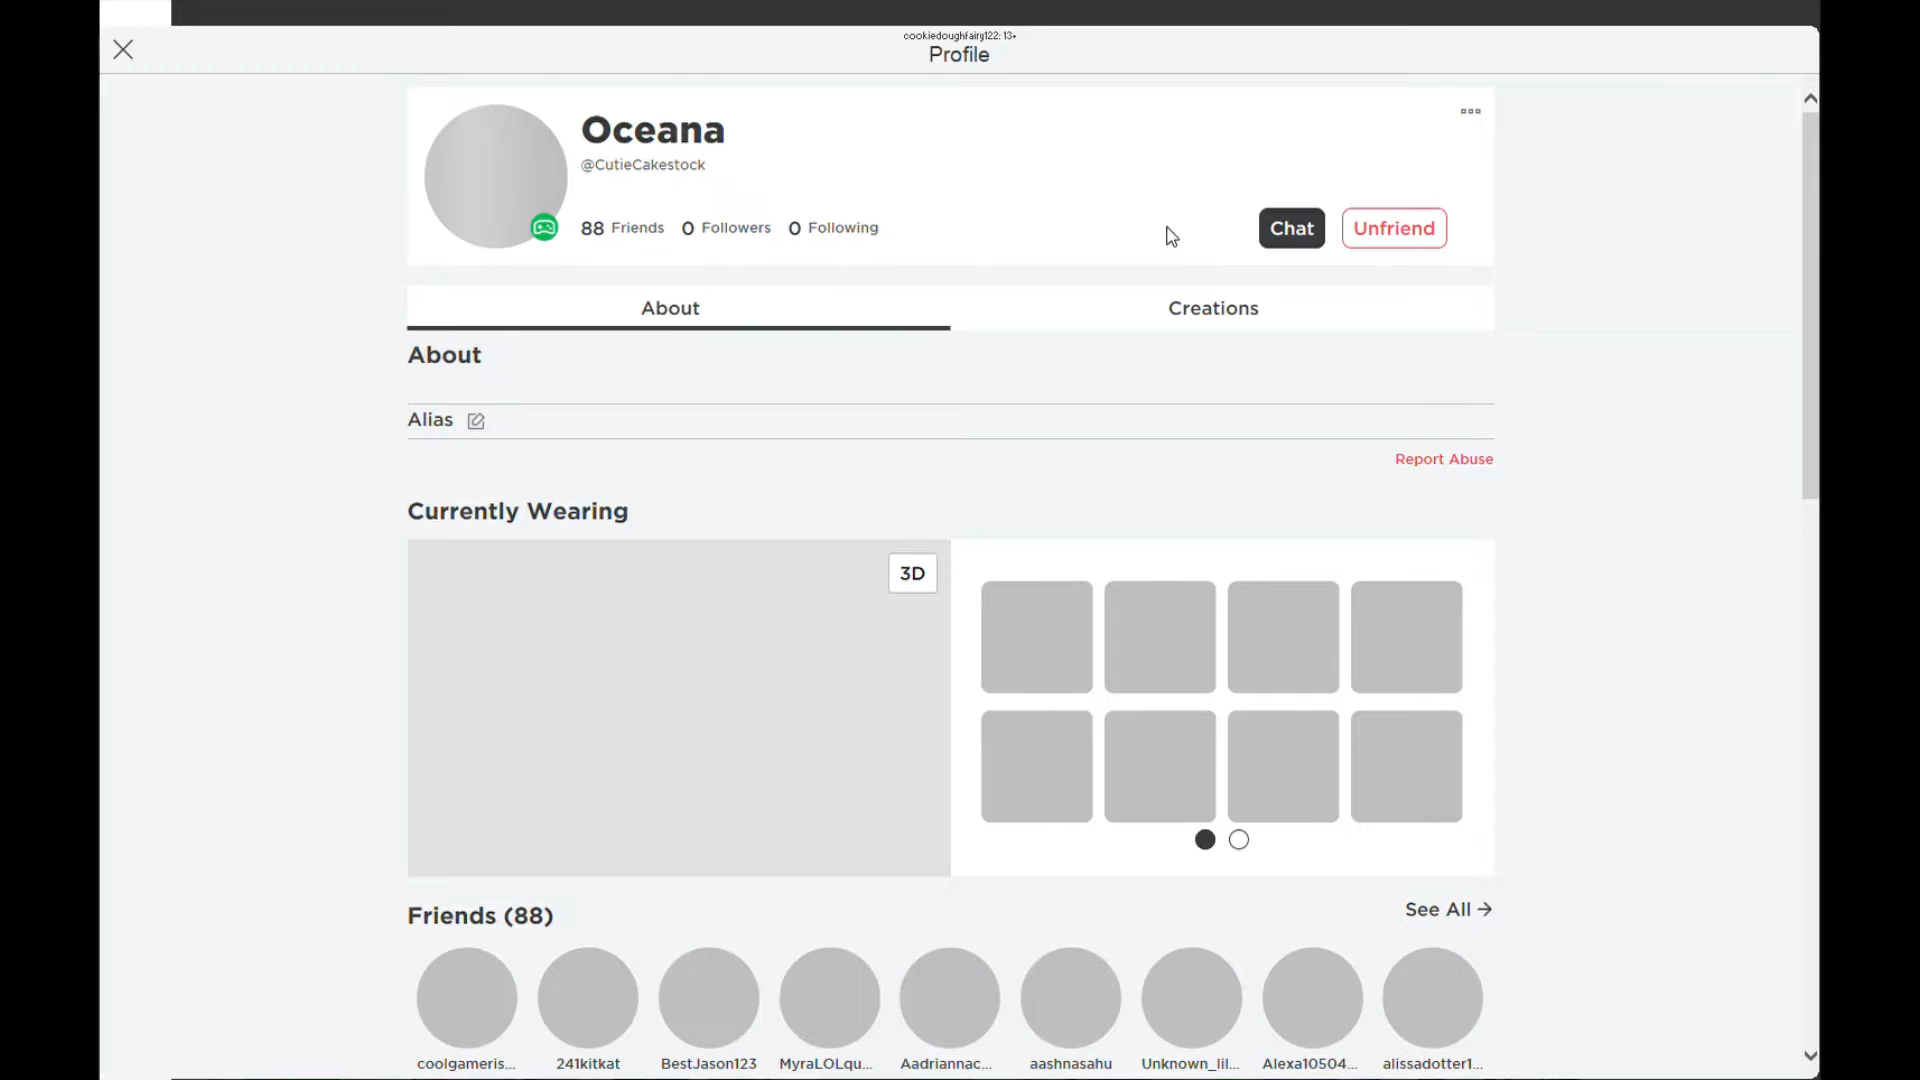 cookiedoughfairy122: 13+
Profile
Oceana
@CutieCakestock
88 Friends 0 Followers 0 Following
Chat
Unfriend
About
Creations
About
Alias
Report Abuse
Currently Wearing
3D
Friends (88)
See All
coolgameris...
241kitkat
BestJason123
MyraLOLqu...
Aadriannac...
aashnasahu
Unknown_lil...
Alexa10504...
alissadotter1...